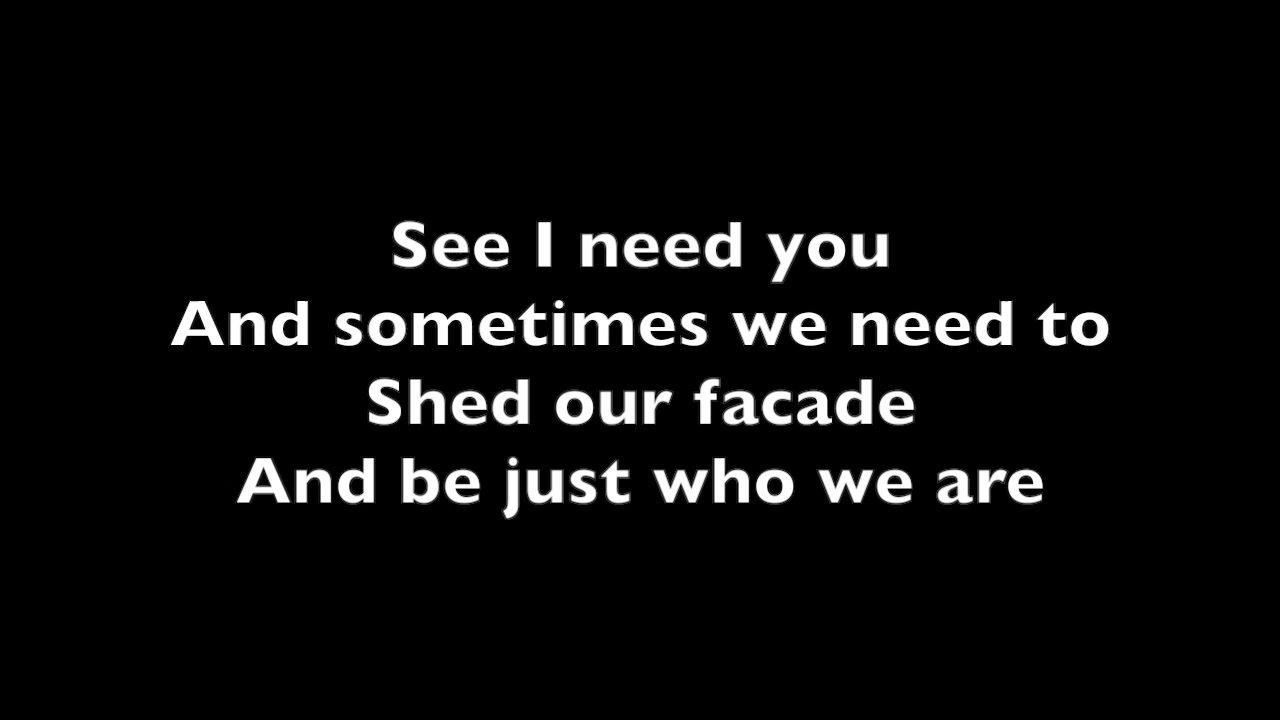 See I need you
And sometimes we need to
Shed our facade
And be just who we are